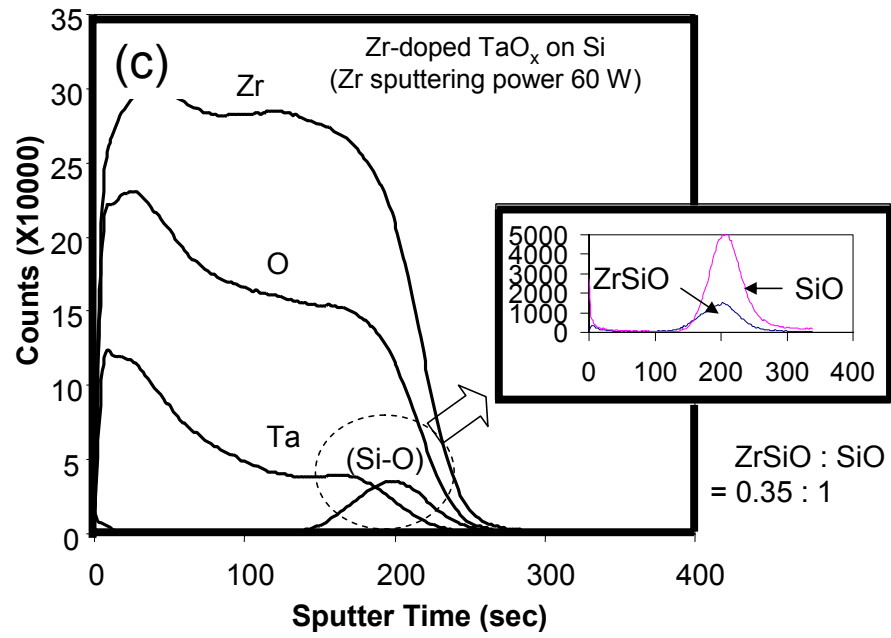 (c)
Zr-doped TaOₓ on Si
(Zr sputtering power 60 W)
Zr
O
Ta
(Si-O)
Counts (X10000)
35
30
25
20
15
10
5
0
0 100 200 300 400
Sputter Time (sec)
5000
4000
3000
2000
1000
0
0 100 200 300 400
ZrSiO
SiO
ZrSiO : SiO
= 0.35 : 1